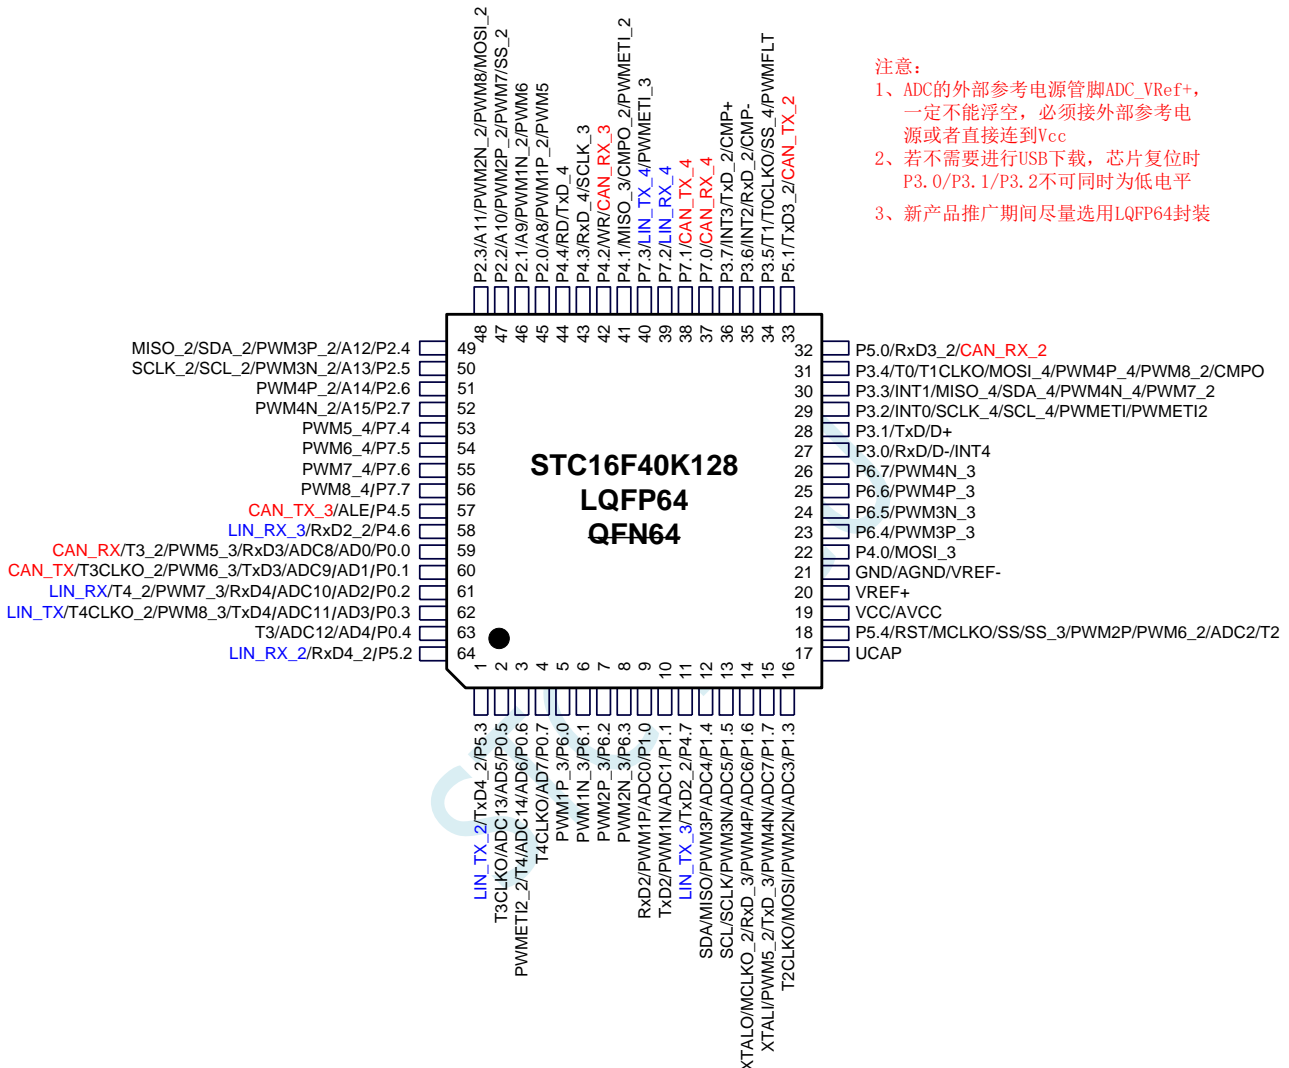 P2.3/A11/PWM2N_2/PWM8/MOSI_2
P2.2/A10/PWM2P_2/PWM7/SS_2
P2.1/A9/PWM1N_2/PWM6
P2.0/A8/PWM1P_2/PWM5
P4.4/RD/TxD_4
P4.3/RxD_4/SCLK_3
P4.2/WR/CAN_RX_3
P4.1/MISO_3/CMPO_2/PWMETI_2
P7.3/LIN_TX_4/PWMETI_3
P7.2/LIN_RX_4
P7.1/CAN_TX_4
P7.0/CAN_RX_4
P3.7/INT3/TxD_2/CMP+
P3.6/INT2/RxD_2/CMP-
P3.5/T1/T0CLKO/SS_4/PWMFLT
P5.1/TxD3_2/CAN_TX_2
注意：
1、ADC的外部参考电源管脚ADC_VRef+，
一定不能浮空，必须接外部参考电
源或者直接连到Vcc
2、若不需要进行USB下载，芯片复位时
P3.0/P3.1/P3.2不可同时为低电平
3、新产品推广期间尽量选用LQFP64封装
48 47 46 45 44 43 42 41 40 39 38 37 36 35 34 33
MISO_2/SDA_2/PWM3P_2/A12/P2.4 49
SCLK_2/SCL_2/PWM3N_2/A13/P2.5 50
PWM4P_2/A14/P2.6 51
PWM4N_2/A15/P2.7 52
PWM5_4/P7.4 53
PWM6_4/P7.5 54
PWM7_4/P7.6 55
PWM8_4/P7.7 56
CAN_TX_3/ALE/P4.5 57
LIN_RX_3/RxD2_2/P4.6 58
CAN_RX/T3_2/PWM5_3/RxD3/ADC8/AD0/P0.0 59
CAN_TX/T3CLKO_2/PWM6_3/TxD3/ADC9/AD1/P0.1 60
LIN_RX/T4_2/PWM7_3/RxD4/ADC10/AD2/P0.2 61
LIN_TX/T4CLKO_2/PWM8_3/TxD4/ADC11/AD3/P0.3 62
T3/ADC12/AD4/P0.4 63
LIN_RX_2/RxD4_2/P5.2 64
STC16F40K128
LQFP64
QFN64
32 P5.0/RxD3_2/CAN_RX_2
31 P3.4/T0/T1CLKO/MOSI_4/PWM4P_4/PWM8_2/CMPO
30 P3.3/INT1/MISO_4/SDA_4/PWM4N_4/PWM7_2
29 P3.2/INT0/SCLK_4/SCL_4/PWMETI/PWMETI2
28 P3.1/TxD/D+
27 P3.0/RxD/D-/INT4
26 P6.7/PWM4N_3
25 P6.6/PWM4P_3
24 P6.5/PWM3N_3
23 P6.4/PWM3P_3
22 P4.0/MOSI_3
21 GND/AGND/VREF-
20 VREF+
19 VCC/AVCC
18 P5.4/RST/MCLKO/SS/SS_3/PWM2P/PWM6_2/ADC2/T2
17 UCAP
1 2 3 4 5 6 7 8 9 10 11 12 13 14 15 16
LIN_TX_2/TxD4_2/P5.3
T3CLKO/ADC13/AD5/P0.5
PWMETI2_2/T4/ADC14/AD6/P0.6
T4CLKO/AD7/P0.7
PWM1P_3/P6.0
PWM1N_3/P6.1
PWM2P_3/P6.2
PWM2N_3/P6.3
RxD2/PWM1P/ADC0/P1.0
TxD2/PWM1N/ADC1/P1.1
LIN_TX_3/TxD2_2/P4.7
SDA/MISO/PWM3P/ADC4/P1.4
SCL/SCLK/PWM3N/ADC5/P1.5
XTALO/MCLKO_2/RxD_3/PWM4P/ADC6/P1.6
XTALI/PWM5_2/TxD_3/PWM4N/ADC7/P1.7
T2CLKO/MOSI/PWM2N/ADC3/P1.3